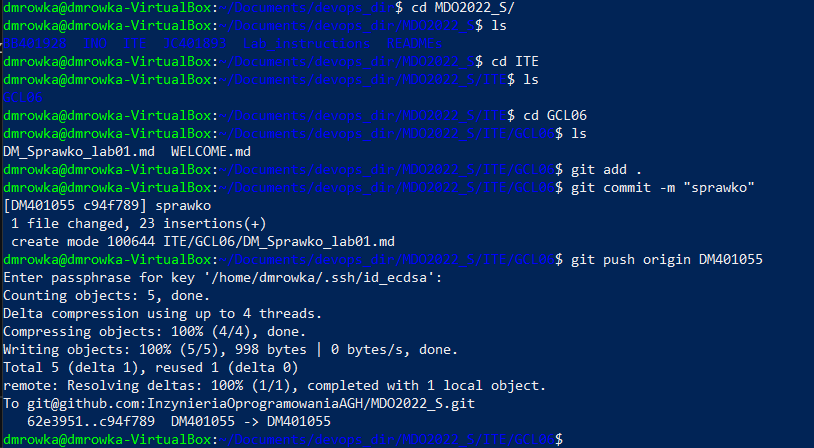 dmrowka@dmrowka-VirtualBox:~/Documents/devops_dir$ cd MDO2022_S/
dmrowka@dmrowka-VirtualBox:~/Documents/devops_dir/MDO2022_S$ ls
INO ITE Lab_instructions READMEs
dmrowka@dmrowka-VirtualBox:~/Documents/devops_dir/MDO2022_S$ cd ITE
dmrowka@dmrowka-VirtualBox:~/Documents/devops_dir/MDO2022_S/ITE$ ls
GCL06
dmrowka@dmrowka-VirtualBox:~/Documents/devops_dir/MDO2022_S/ITE$ cd GCL06
dmrowka@dmrowka-VirtualBox:~/Documents/devops_dir/MDO2022_S/ITE/GCL06$ ls
DM_Sprawko_lab01.md WELCOME.md
dmrowka@dmrowka-VirtualBox:~/Documents/devops_dir/MDO2022_S/ITE/GCL06$ git add .
dmrowka@dmrowka-VirtualBox:~/Documents/devops_dir/MDO2022_S/ITE/GCL06$ git commit -m "sprawko"
[DM401055 c94f789] sprawko
1 file changed, 23 insertions(+)
create mode 100644 ITE/GCL06/DM_Sprawko_lab01.md
dmrowka@dmrowka-VirtualBox:~/Documents/devops_dir/MDO2022_S/ITE/GCL06$ git push origin DM401055
Enter passphrase for key '/home/dmrowka/.ssh/id_ecdsa':
Counting objects: 5, done.
Delta compression using up to 4 threads.
Compressing objects: 100% (4/4), done.
Writing objects: 100% (5/5), 998 bytes | 0 bytes/s, done.
Total 5 (delta 1), reused 1 (delta 0)
remote: Resolving deltas: 100% (1/1), completed with 1 local object.
To git@github.com:InzynieriaOprogramowaniaAGH/MDO2022_S.git
62e3951..c94f789 DM401055 -> DM401055
dmrowka@dmrowka-VirtualBox:~/Documents/devops_dir/MDO2022_S/ITE/GCL06$